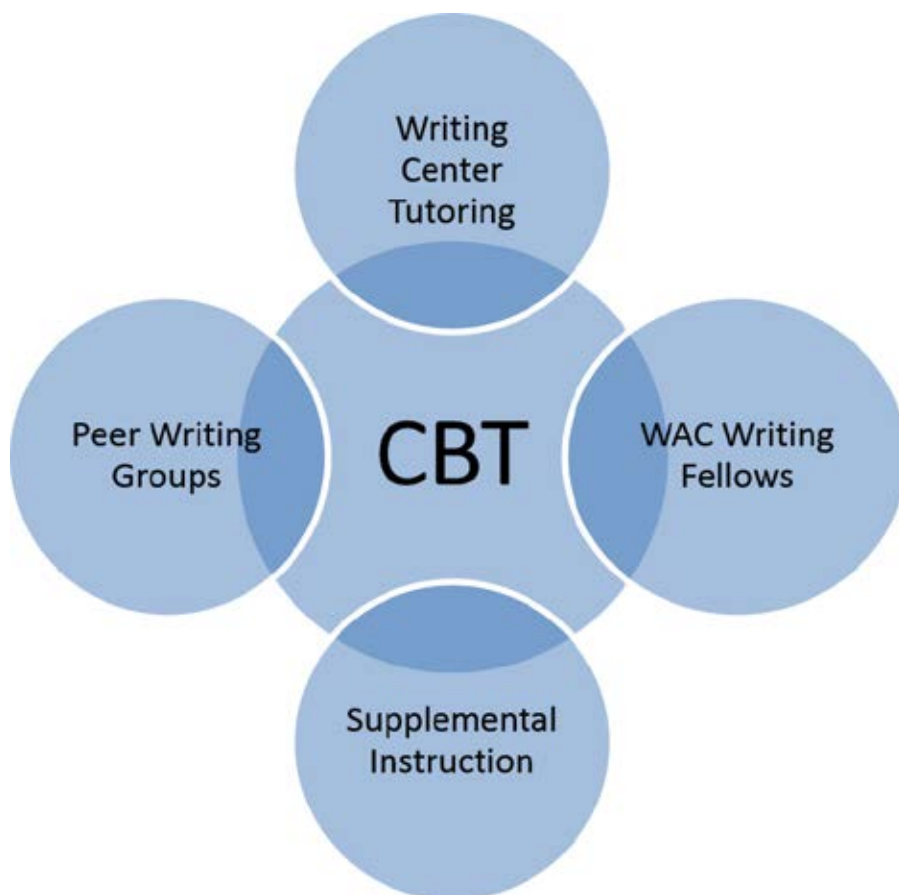 Writing
Center
Tutoring
Peer Writing
Groups
CBT
WAC Writing
Fellows
Supplemental
Instruction